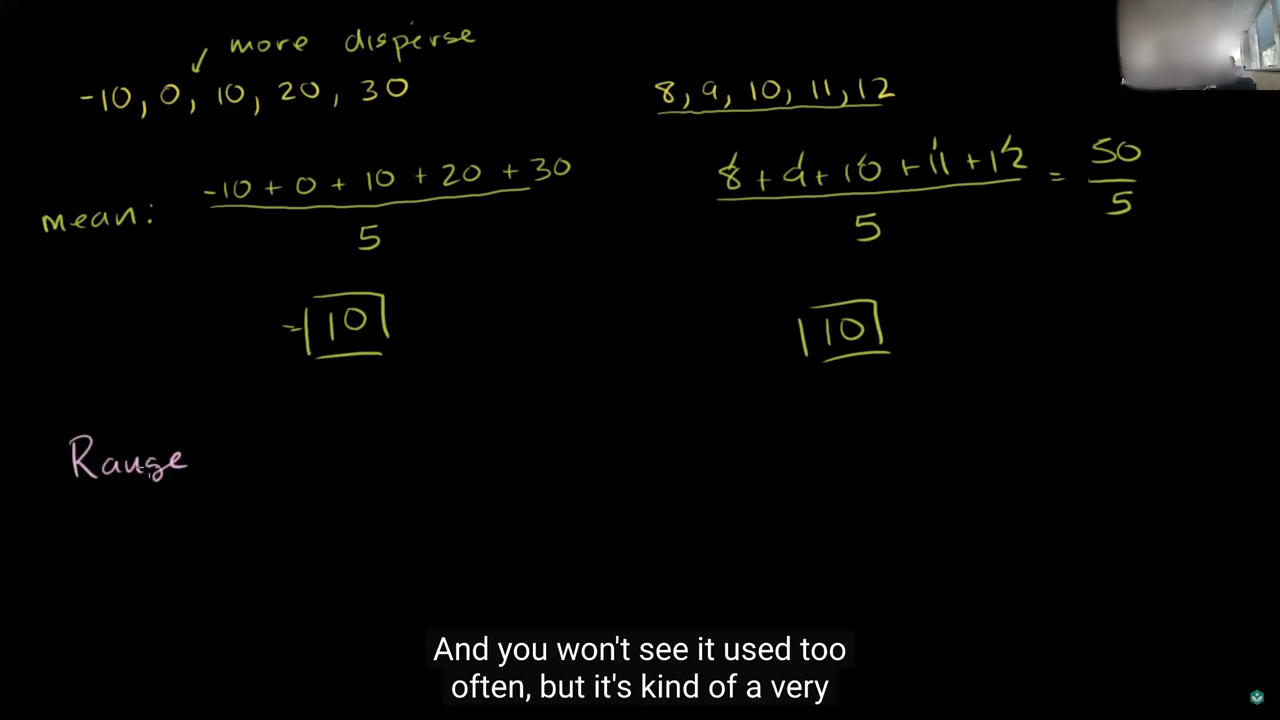 more disperse
-10, 0, 10, 20, 30
8, 9, 10, 11, 12
mean: -10 + 0 + 10 + 20 + 30
5
8 + 9 + 10 + 11 + 12 = 50
5 5
= 10
10
Range
And you won't see it used too
often, but it's kind of a very